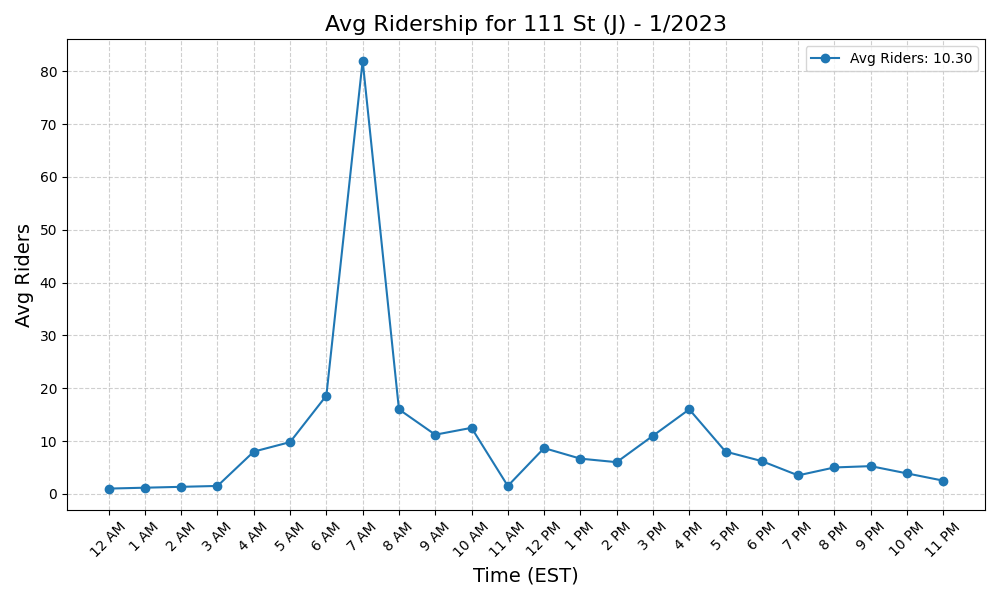 Avg Ridership for 111 St (J) - 1/2023
Avg Riders: 10.30
Avg Riders
80
70
60
50
40
30
20
10
0
12 AM
1 AM
2 AM
3 AM
4 AM
5 AM
6 AM
7 AM
8 AM
9 AM
10 AM
11 AM
12 PM
1 PM
2 PM
3 PM
4 PM
5 PM
6 PM
7 PM
8 PM
9 PM
10 PM
11 PM
Time (EST)